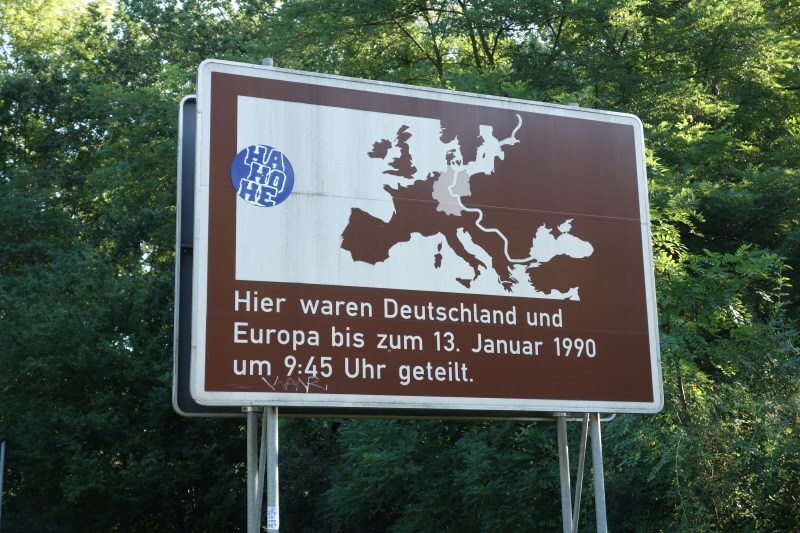 HA
HO
HE
Hier waren Deutschland und
Europa bis zum 13. Januar 1990
um 9:45 Uhr geteilt.